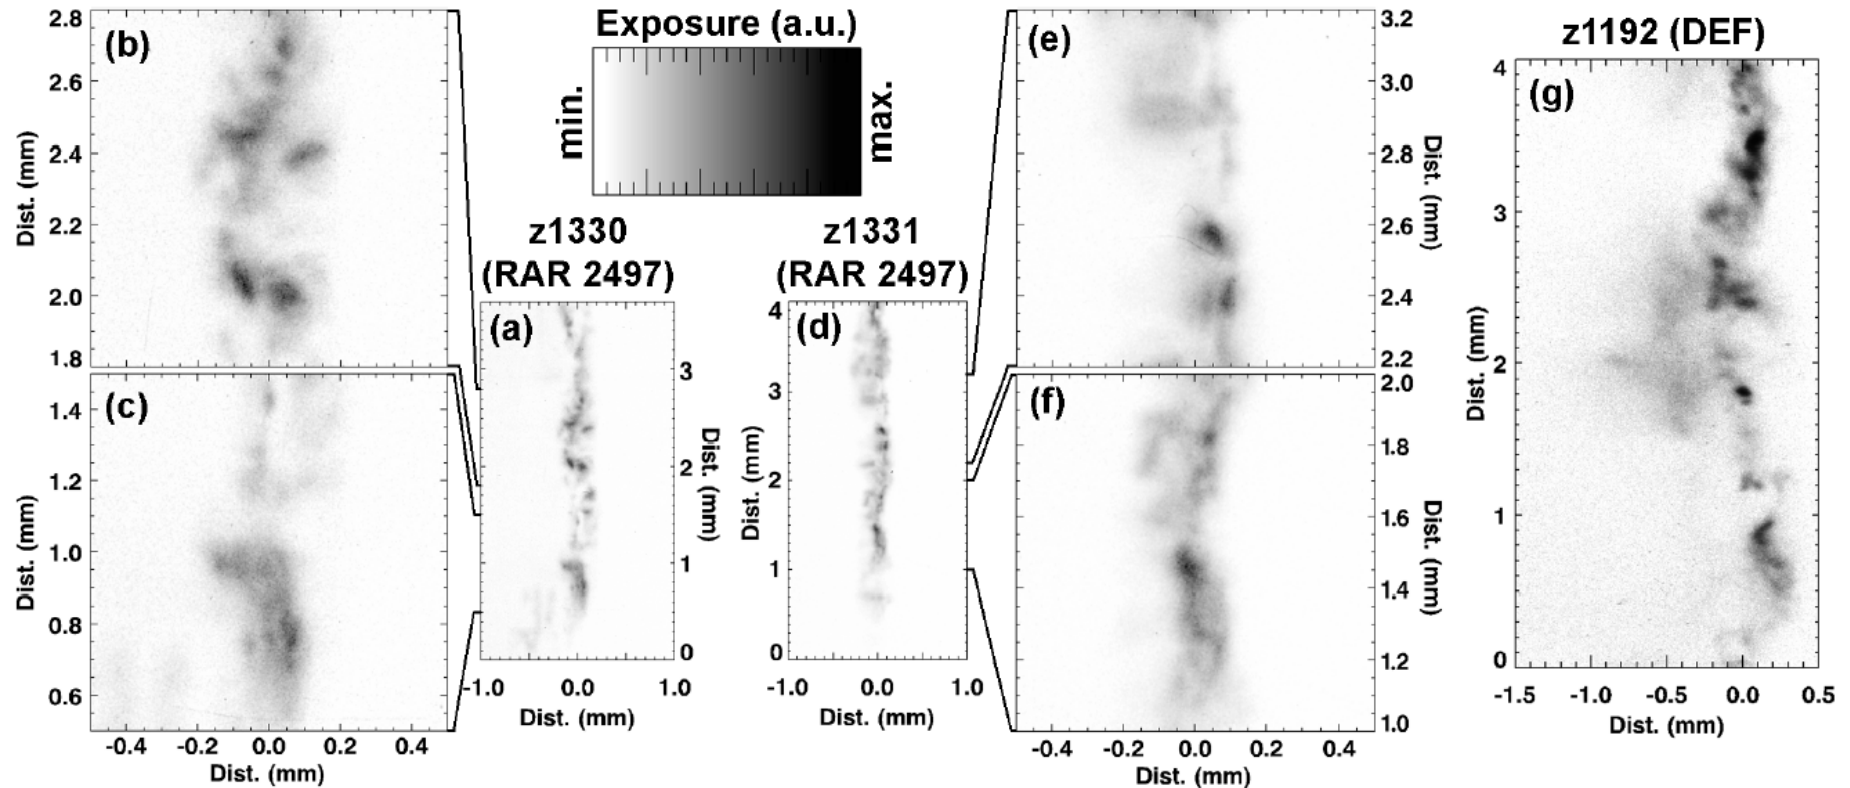 Exposure (a.u.)
min.
max.
(b)
2.8
2.6
2.4
2.2
2.0
1.8
Dist. (mm)
(c)
1.4
1.2
1.0
0.8
0.6
Dist. (mm)
-0.4
-0.2
0.0
0.2
0.4
Dist. (mm)
z1330
(RAR 2497)
(a)
3
2
1
0
Dist. (mm)
-1.0
0.0
1.0
Dist. (mm)
z1331
(RAR 2497)
(d)
4
3
2
1
0
Dist. (mm)
-1.0
0.0
1.0
Dist. (mm)
(e)
3.2
3.0
2.8
2.6
2.4
2.2
Dist. (mm)
(f)
2.0
1.8
1.6
1.4
1.2
1.0
Dist. (mm)
-0.4
-0.2
0.0
0.2
0.4
Dist. (mm)
z1192 (DEF)
(g)
4
3
2
1
0
Dist. (mm)
-1.5
-1.0
-0.5
0.0
0.5
Dist. (mm)